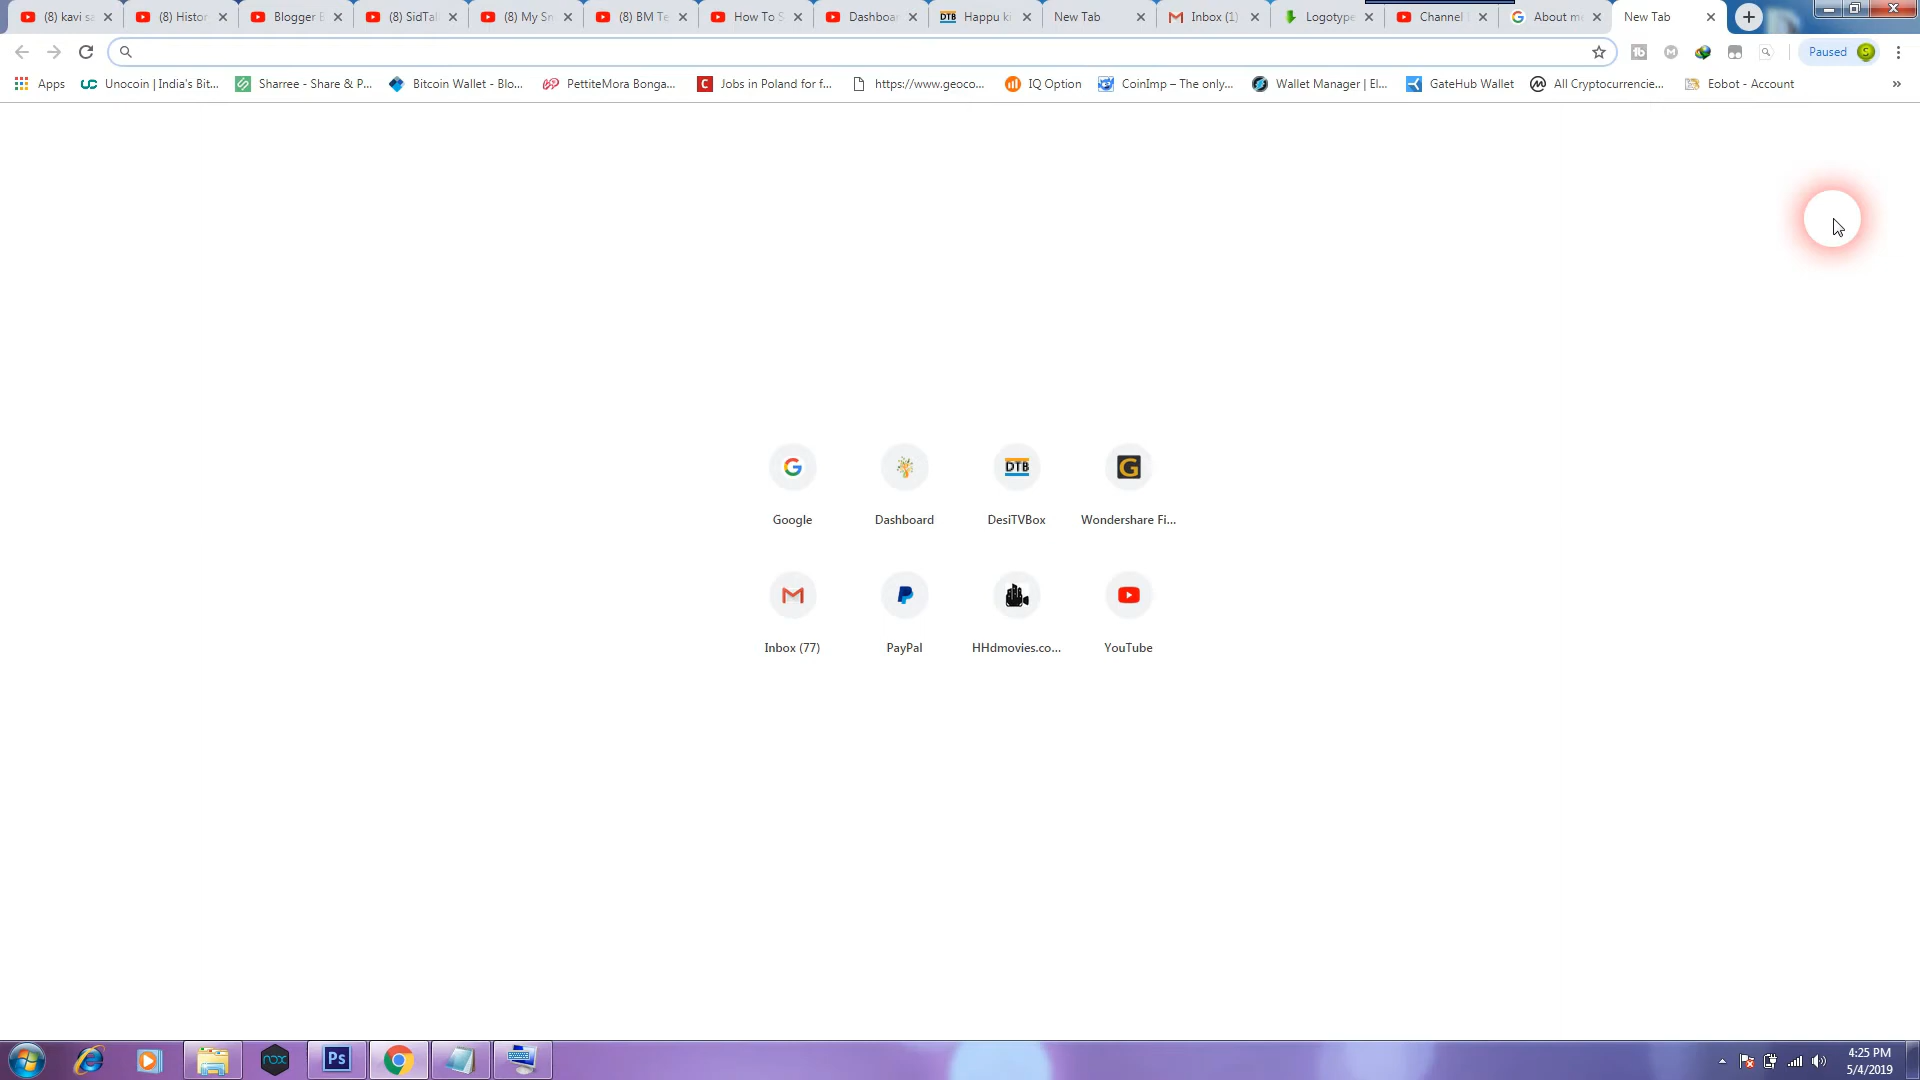 (8) kavi sa
(8) Histor
Blogger B
(8) SidTal
(8) My Sn
(8) BM Te
How To S
Dashboar
DTB Happu ki
New Tab
Inbox (1)
Logotype
Channel
About me
New Tab
Paused S
Apps
Unocoin | India's Bit...
Sharree - Share & P...
Bitcoin Wallet - Blo...
PettiteMora Bonga...
C Jobs in Poland for f...
https://www.geoco...
IQ Option
CoinImp – The only...
Wallet Manager | El...
GateHub Wallet
All Cryptocurrencie...
Eobot - Account
»
DTB
G
Google
Dashboard
DesiTVBox
Wondershare Fi...
Inbox (77)
PayPal
HHdmovies.co...
YouTube
nox
Ps
4:25 PM
5/4/2019